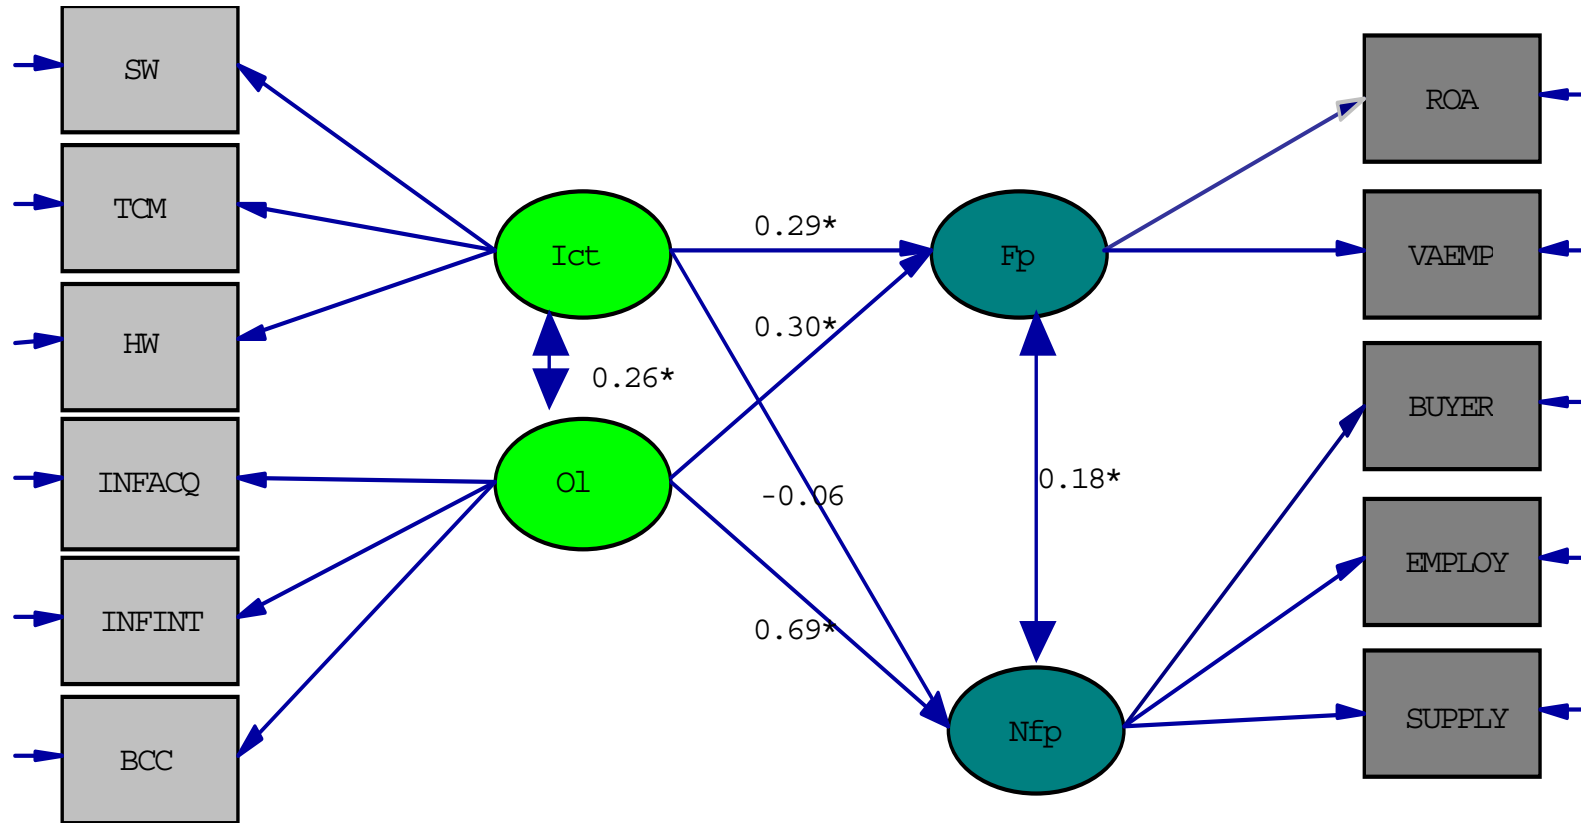 SW
TCM
HW
INFACQ
INFINT
BCC
Ict
Ol
0.26*
0.29*
0.30*
-0.06
0.69*
Fp
0.18*
Nfp
ROA
VAEMP
BUYER
EMPLOY
SUPPLY